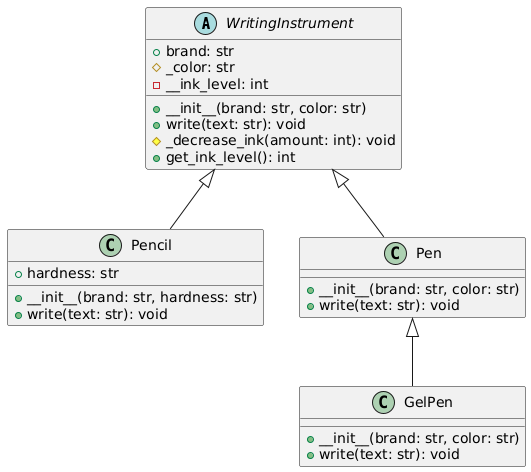 A WritingInstrument
brand: str
_color: str
__ink_level: int
__init__(brand: str, color: str)
write(text: str): void
_decrease_ink(amount: int): void
get_ink_level(): int
C Pencil
hardness: str
__init__(brand: str, hardness: str)
write(text: str): void
C Pen
__init__(brand: str, color: str)
write(text: str): void
C GelPen
__init__(brand: str, color: str)
write(text: str): void